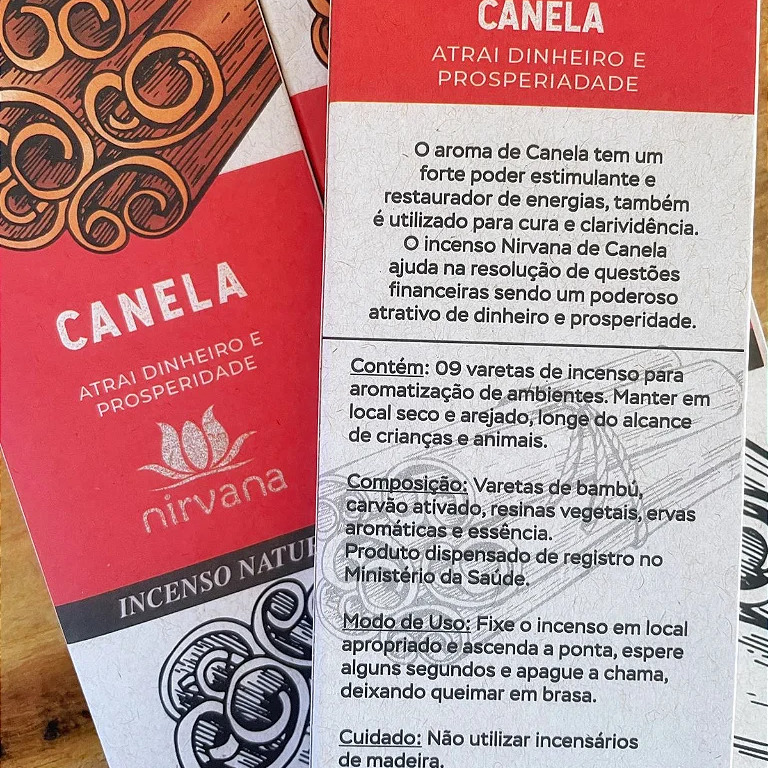 CANELA
ATRAI DINHEIRO E
PROSPERIDADE
nirvana
INCENSO
CANELA
ATRAI DINHEIRO E
PROSPERIADADE
O aroma de Canela tem um
forte poder estimulante e
restaurador de energias, também
é utilizado para cura e clarividência.
O incenso Nirvana de Canela
ajuda na resolução de questões
financeiras sendo um poderoso
atrativo de dinheiro e prosperidade.
Contém: 09 varetas de incenso para
aromatização de ambientes. Manter em
local seco e arejado, longe do alcance
de crianças e animais.
Composição: Varetas de bambú,
carvão ativado, resinas vegetais, ervas
aromáticas e essência.
Produto dispensado de registro no
Ministério da Saúde.
Modo de Uso: Fixe o incenso em local
apropriado e ascenda a ponta, espere
alguns segundos e apague a chama,
deixando queimar em brasa.
Cuidado: Não utilizar incensários
de madeira.